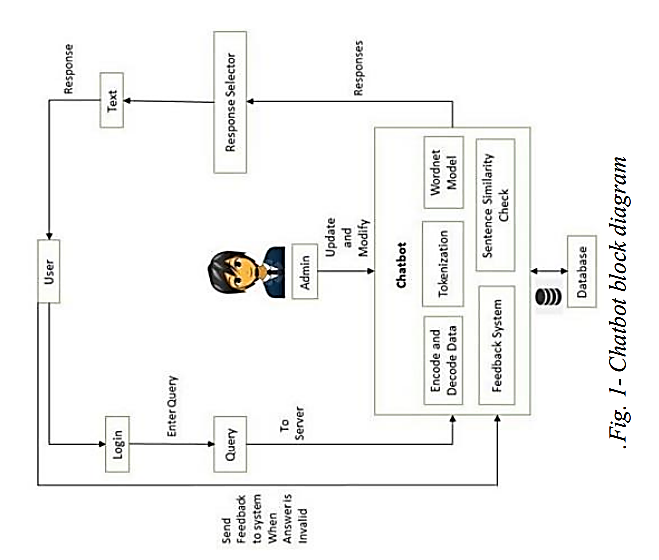 Send
Feedback
to system
When
Answer is
Invalid
Login
Enter Query
Query
To
Server
User
Admin
Update
and
Modify
Response
Text
Response Selector
Responses
Chatbot
Encode and
Decode Data
Tokenization
Wordnet
Model
Feedback System
Sentence Similarity
Check
Database
.Fig. 1- Chatbot block diagram